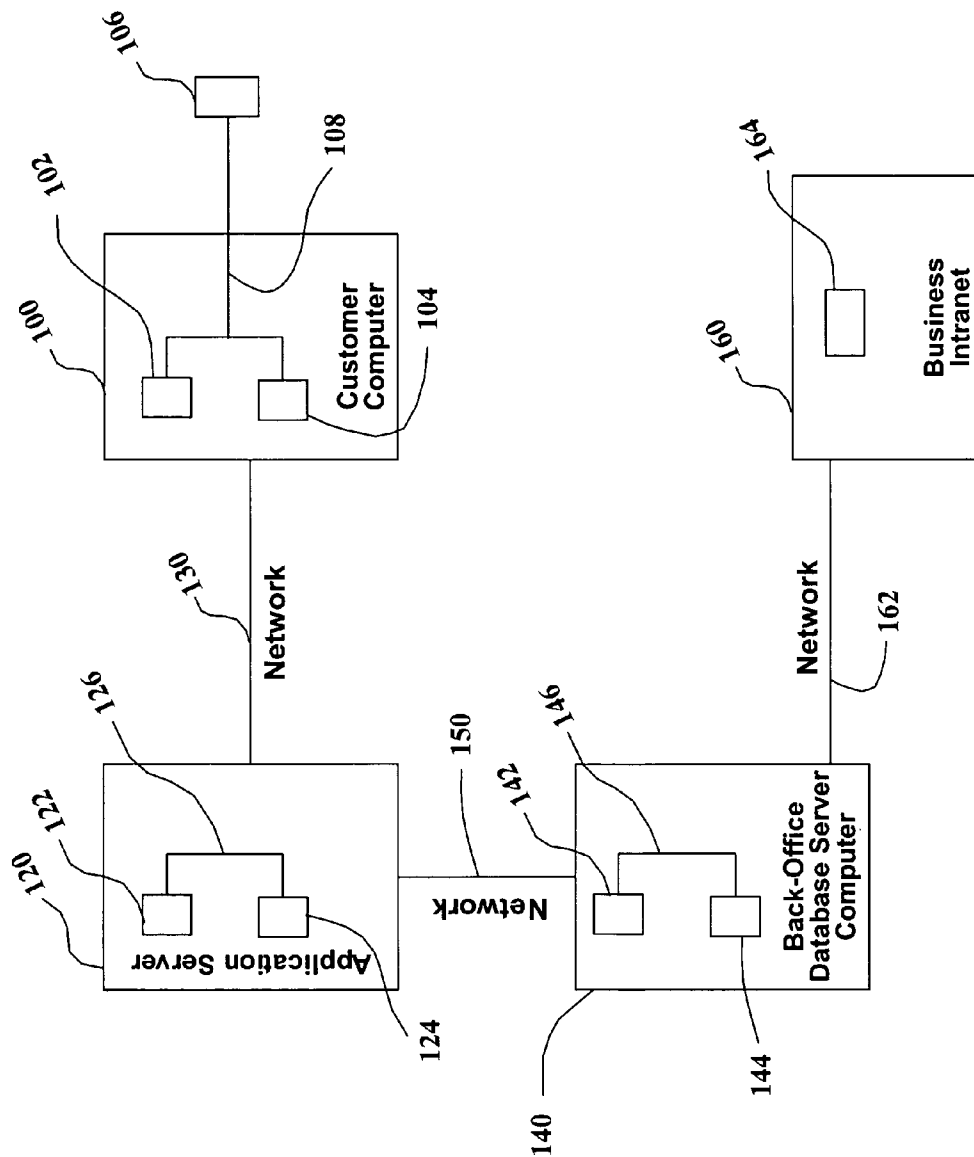 120
122
126
Application Server
124
130
Network
100
102
106
108
Customer
Computer
104
150
Network
142
146
Back-Office
Database Server
Computer
140
144
Network
162
160
164
Business
Intranet